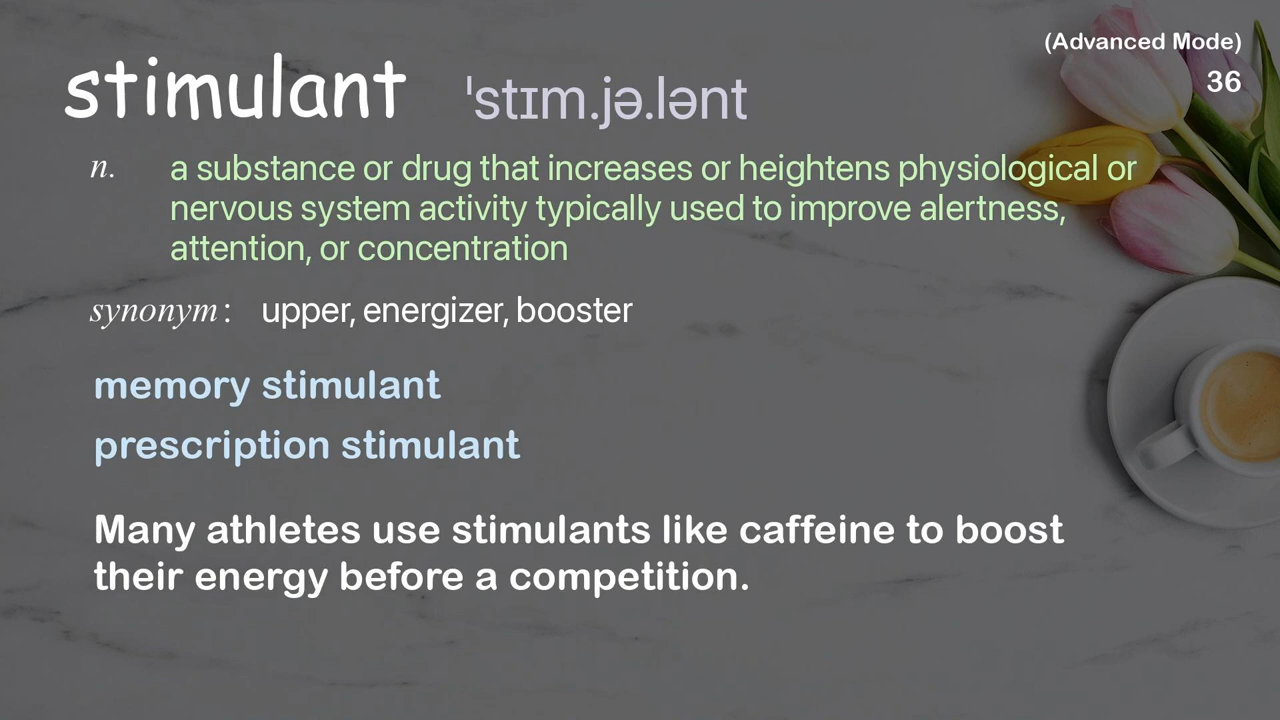 (Advanced Mode)
36
stimulant ˈstɪm.jə.lənt
n. a substance or drug that increases or heightens physiological or
nervous system activity typically used to improve alertness,
attention, or concentration
synonym: upper, energizer, booster
memory stimulant
prescription stimulant
Many athletes use stimulants like caffeine to boost
their energy before a competition.